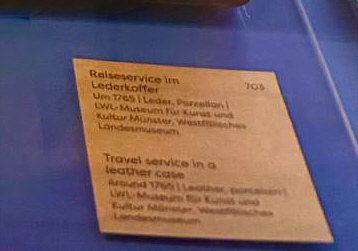 Reiseservice im
Lederkoffer
703
Um 1765 | Leder, Porzellan |
LWL-Museum für Kunst und
Kultur Münster, Westfälisches
Landesmuseum
Travel service in a
leather case
Around 1765 | Leather, porcelain |
LWL-Museum für Kunst und
Kultur Münster, Westfälisches
Landesmuseum